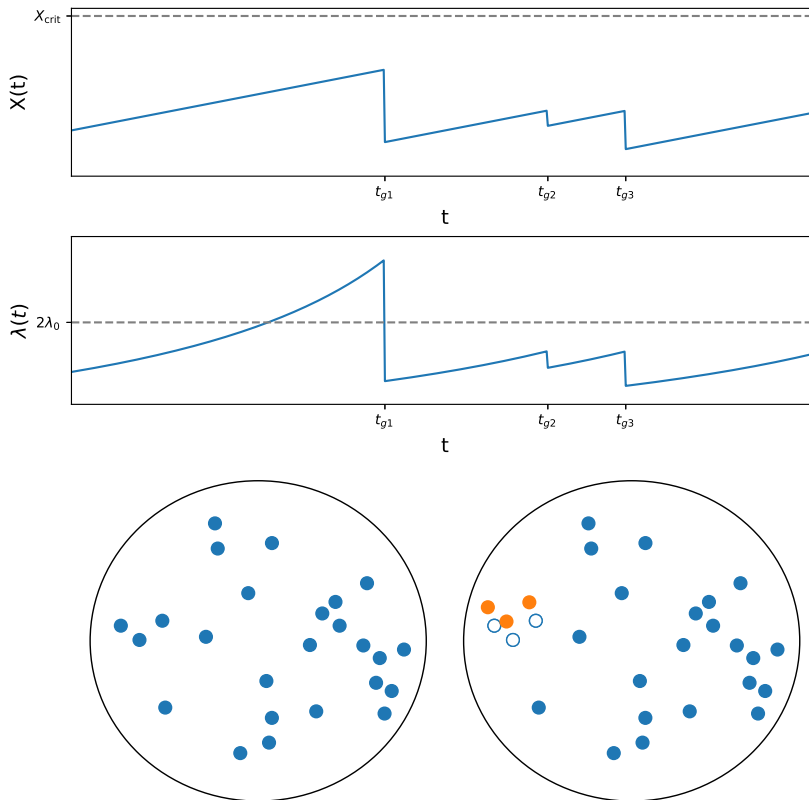 X_crit
X(t)
t_g1
t_g2
t_g3
t
2λ_0
λ(t)
t_g1
t_g2
t_g3
t